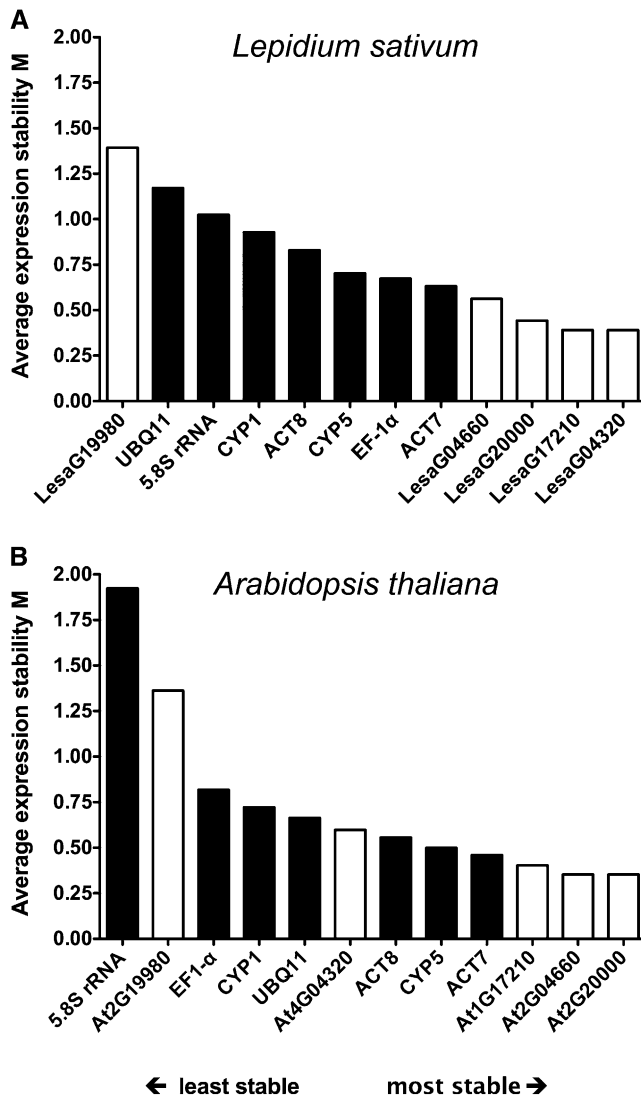 A
Lepidium sativum
Average expression stability M
2.00
1.75
1.50
1.25
1.00
0.75
0.50
0.25
0.00
LesaG19980
UBQ11
5.8S rRNA
CYP1
ACT8
CYP5
EF-1α
ACT7
LesaG04660
LesaG20000
LesaG17210
LesaG04320
B
Arabidopsis thaliana
Average expression stability M
2.00
1.75
1.50
1.25
1.00
0.75
0.50
0.25
0.00
5.8S rRNA
At2G19980
EF1-α
CYP1
UBQ11
At4G04320
ACT8
CYP5
ACT7
At1G17210
At2G04660
At2G20000
← least stable most stable →